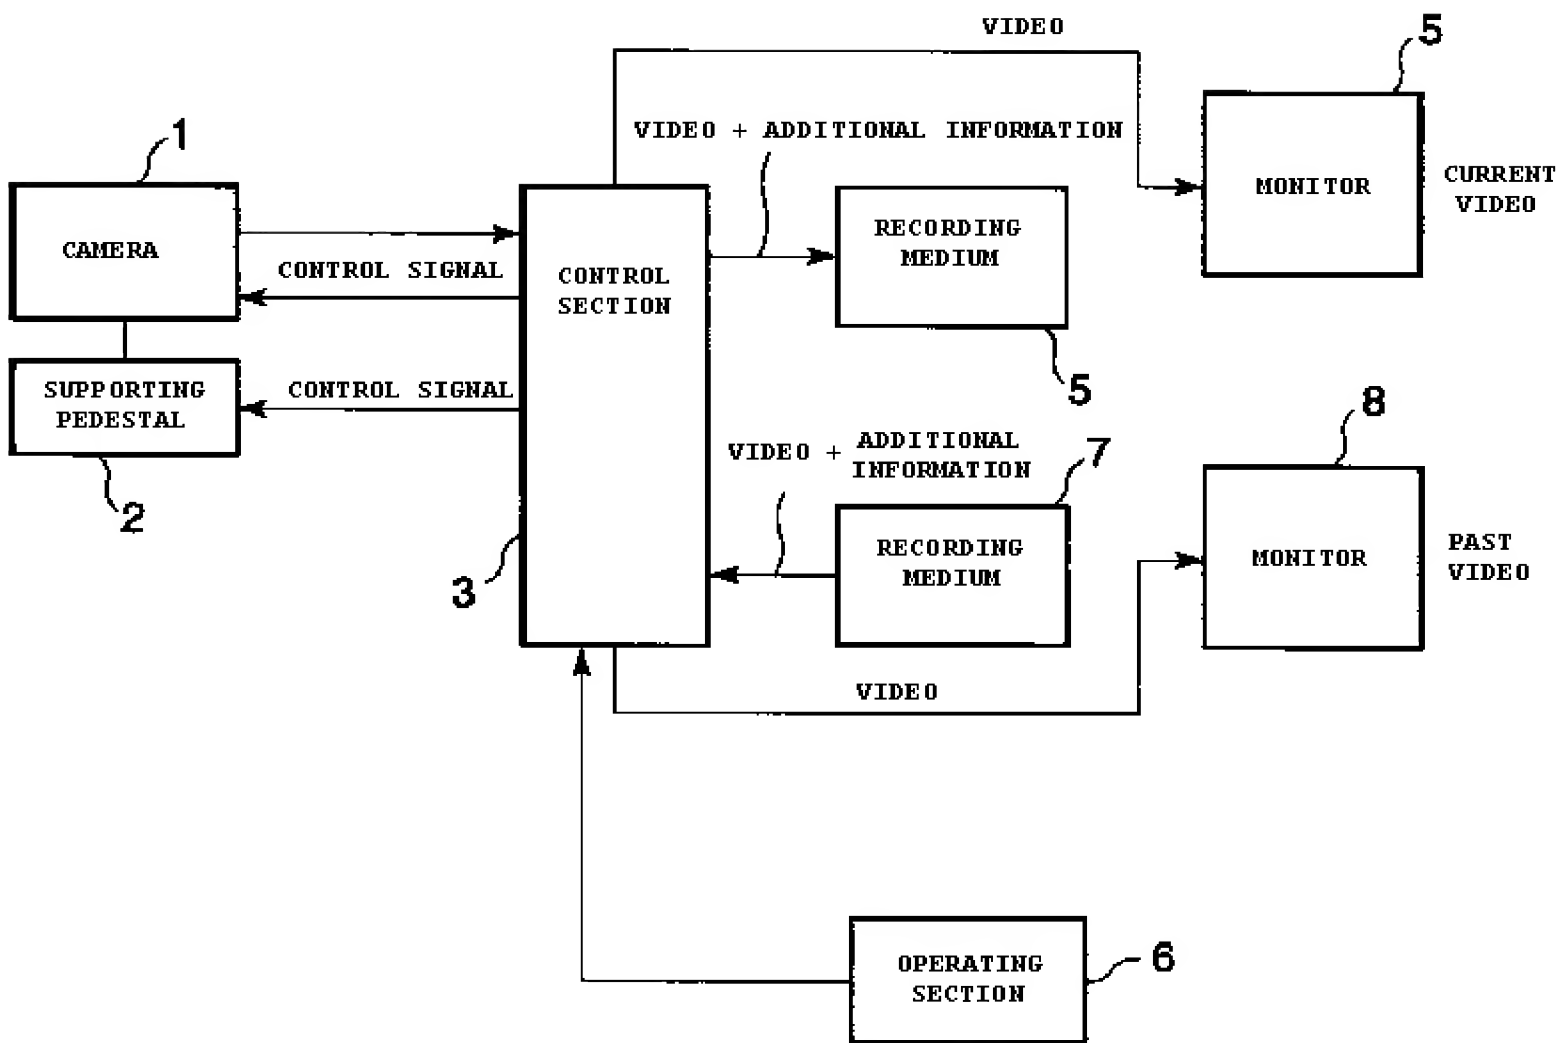 VIDEO
5
VIDEO + ADDITIONAL INFORMATION
1
MONITOR
CURRENT
VIDEO
CAMERA
RECORDING
MEDIUM
CONTROL SIGNAL
CONTROL
SECTION
5
SUPPORTING
PEDESTAL
CONTROL SIGNAL
2
8
VIDEO + ADDITIONAL
INFORMATION
7
3
RECORDING
MEDIUM
MONITOR
PAST
VIDEO
VIDEO
OPERATING
SECTION
6